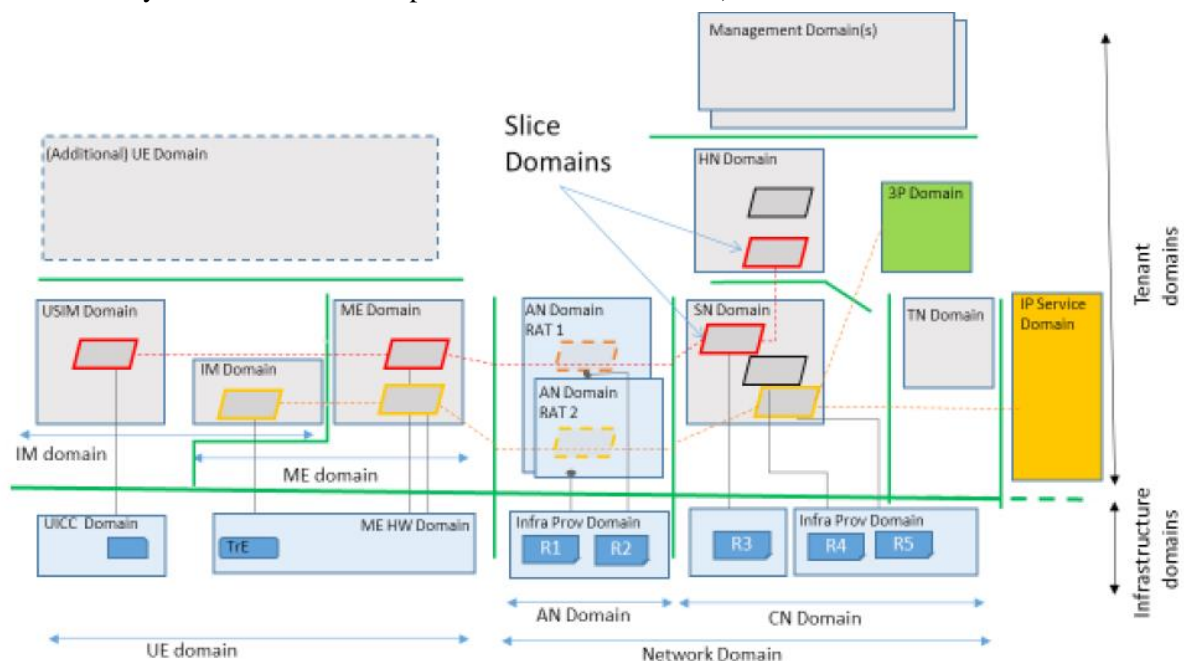 Management Domain(s)
Slice
Domains
(Additional) UE Domain
HN Domain
3P Domain
Tenant
domains
USIM Domain
ME Domain
AN Domain
RAT 1
SN Domain
TN Domain
IP Service
Domain
IM Domain
AN Domain
RAT 2
IM domain
ME domain
UICC Domain
ME HW Domain
TrE
Infra Prov Domain
R1
R2
R3
Infra Prov Domain
R4
R5
Infrastructure
domains
AN Domain
CN Domain
UE domain
Network Domain